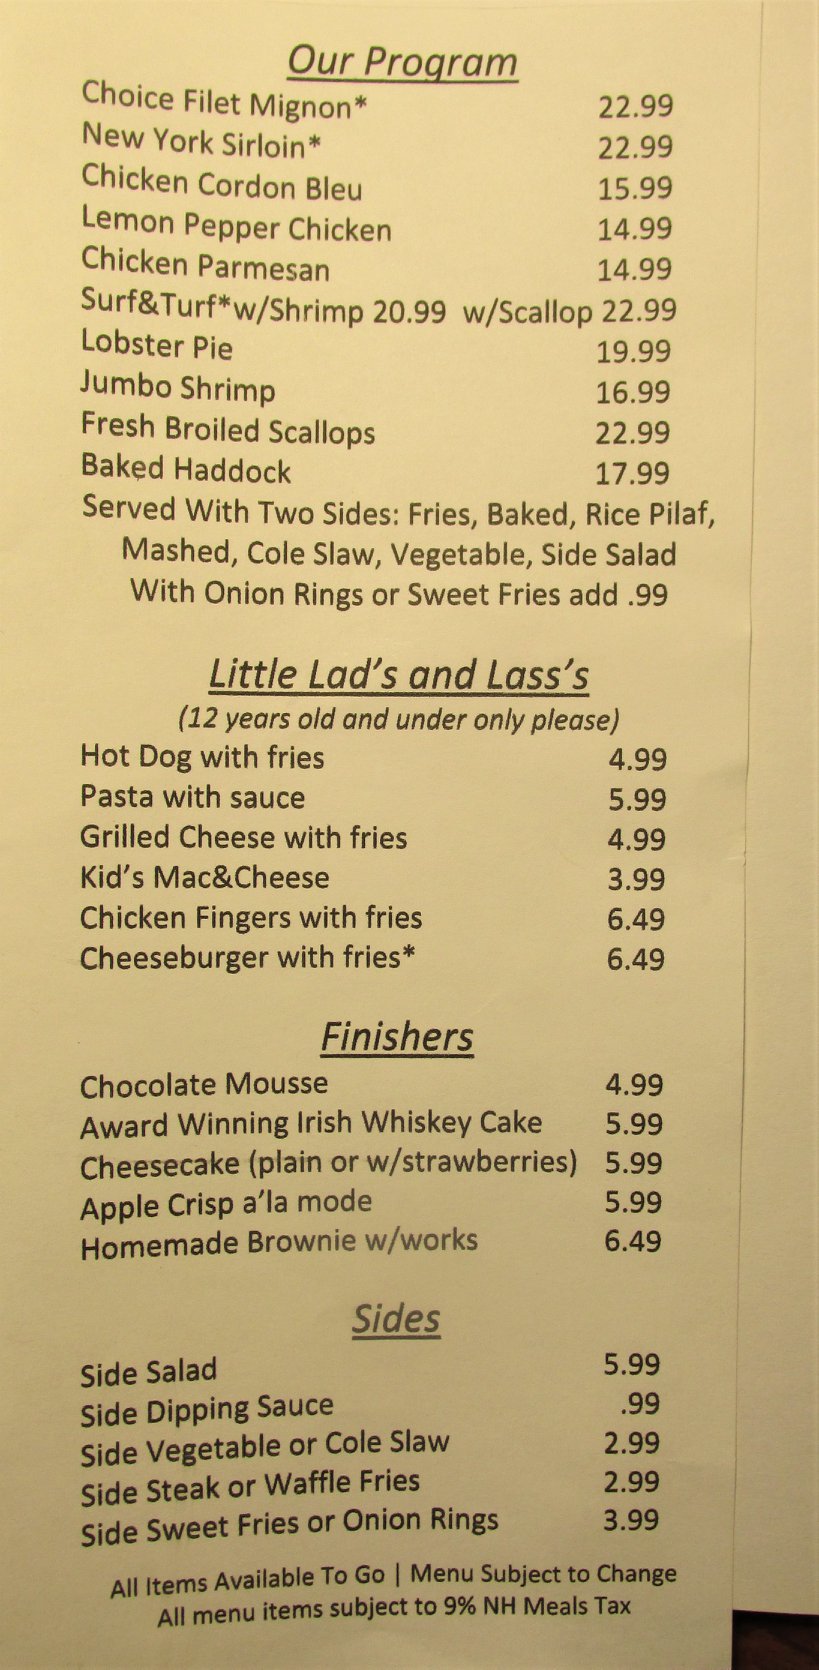 Our Program
Choice Filet Mignon* 22.99
New York Sirloin* 22.99
Chicken Cordon Bleu 15.99
Lemon Pepper Chicken 14.99
Chicken Parmesan 14.99
Surf&Turf*w/Shrimp 20.99 w/Scallop 22.99
Lobster Pie 19.99
Jumbo Shrimp 16.99
Fresh Broiled Scallops 22.99
Baked Haddock 17.99
Served With Two Sides: Fries, Baked, Rice Pilaf,
Mashed, Cole Slaw, Vegetable, Side Salad
With Onion Rings or Sweet Fries add .99
Little Lad's and Lass's
(12 years old and under only please)
Hot Dog with fries 4.99
Pasta with sauce 5.99
Grilled Cheese with fries 4.99
Kid's Mac&Cheese 3.99
Chicken Fingers with fries 6.49
Cheeseburger with fries* 6.49
Finishers
Chocolate Mousse 4.99
Award Winning Irish Whiskey Cake 5.99
Cheesecake (plain or w/strawberries) 5.99
Apple Crisp a'la mode 5.99
Homemade Brownie w/works 6.49
Sides
Side Salad 5.99
Side Dipping Sauce .99
Side Vegetable or Cole Slaw 2.99
Side Steak or Waffle Fries 2.99
Side Sweet Fries or Onion Rings 3.99
All Items Available To Go | Menu Subject to Change
All menu items subject to 9% NH Meals Tax